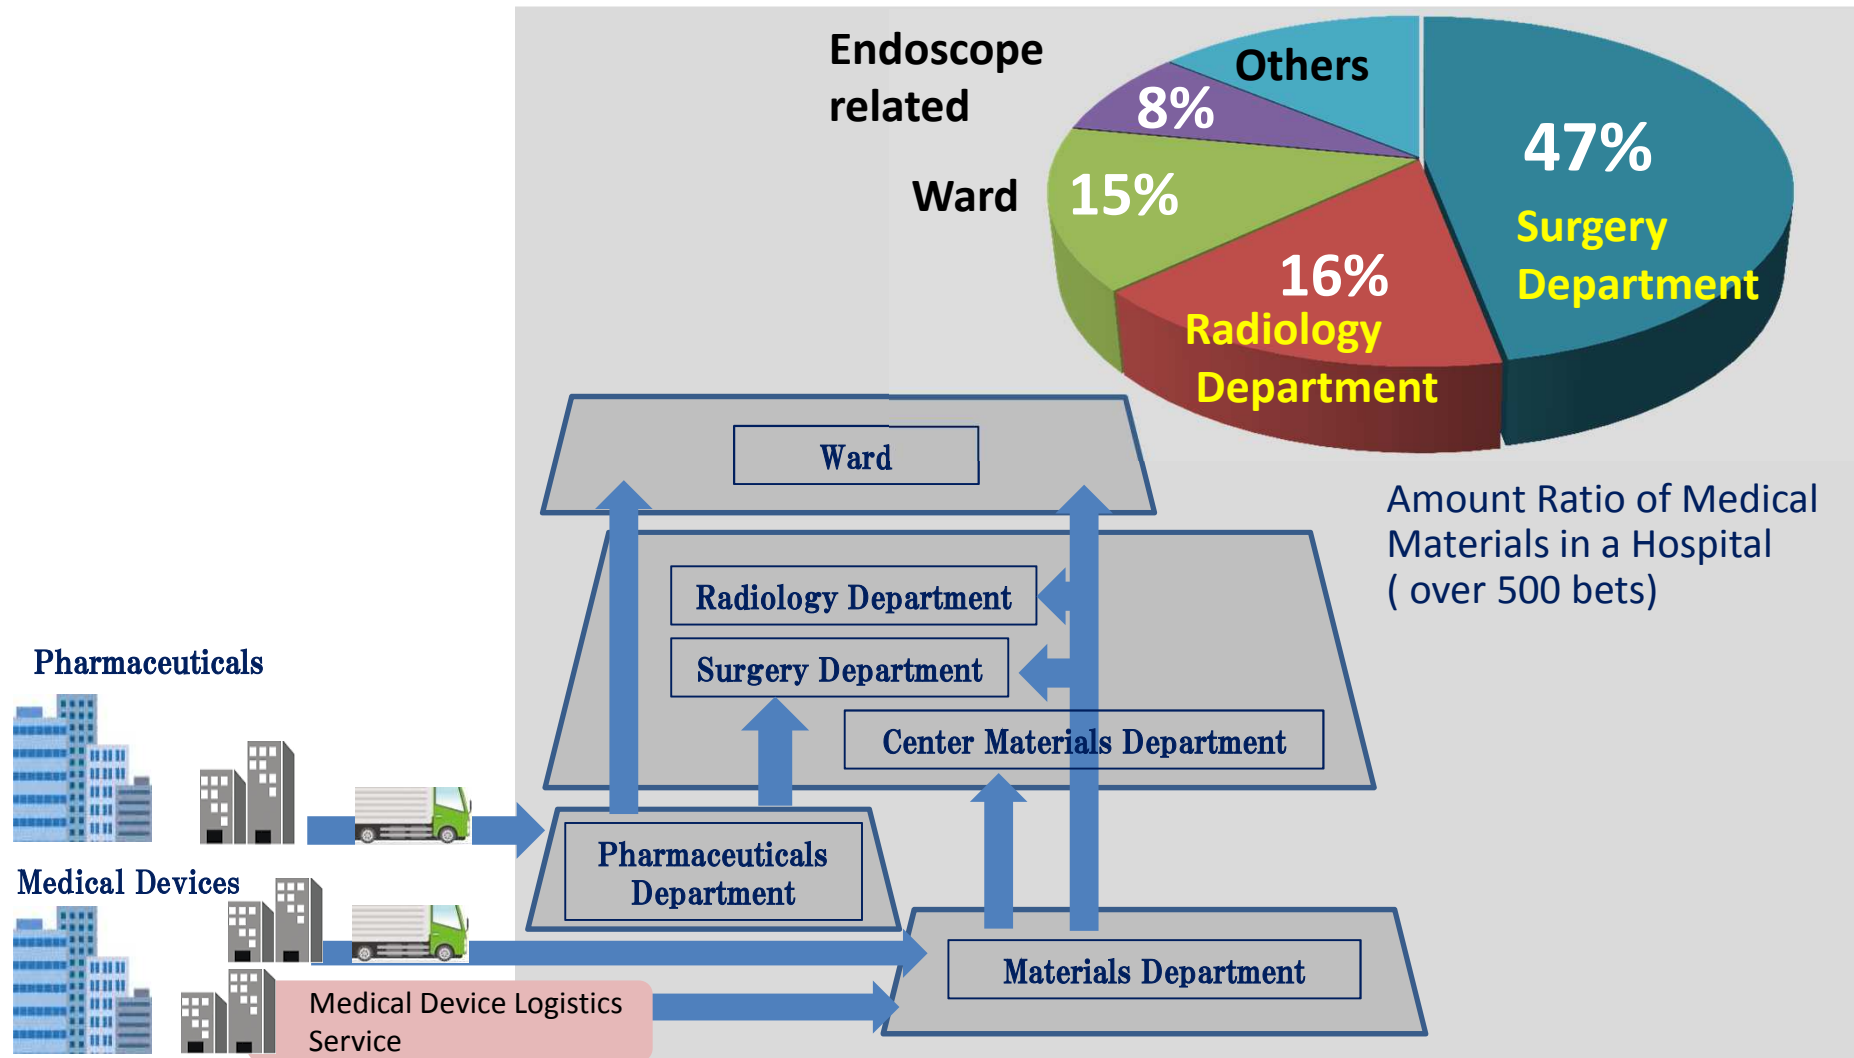 Endoscope
related
Others
8%
47%
Ward
15%
Surgery
Department
16%
Radiology
Department
Ward
Amount Ratio of Medical
Materials in a Hospital
( over 500 bets)
Radiology Department
Surgery Department
Center Materials Department
Pharmaceuticals
Pharmaceuticals
Department
Medical Devices
Materials Department
Medical Device Logistics
Service